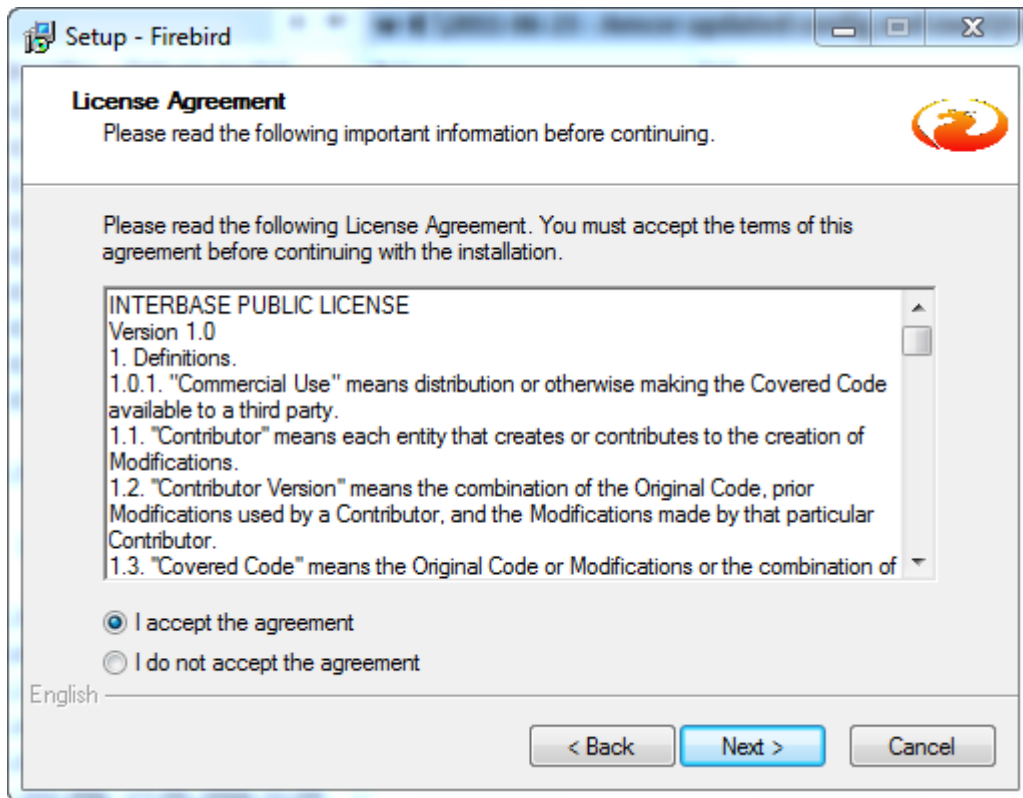 Setup - Firebird
License Agreement
Please read the following important information before continuing.
Please read the following License Agreement. You must accept the terms of this
agreement before continuing with the installation.
INTERBASE PUBLIC LICENSE
Version 1.0
1. Definitions.
1.0.1. "Commercial Use" means distribution or otherwise making the Covered Code
available to a third party.
1.1. "Contributor" means each entity that creates or contributes to the creation of
Modifications.
1.2. "Contributor Version" means the combination of the Original Code, prior
Modifications used by a Contributor, and the Modifications made by that particular
Contributor.
1.3. "Covered Code" means the Original Code or Modifications or the combination of
I accept the agreement
I do not accept the agreement
English
< Back
Next >
Cancel